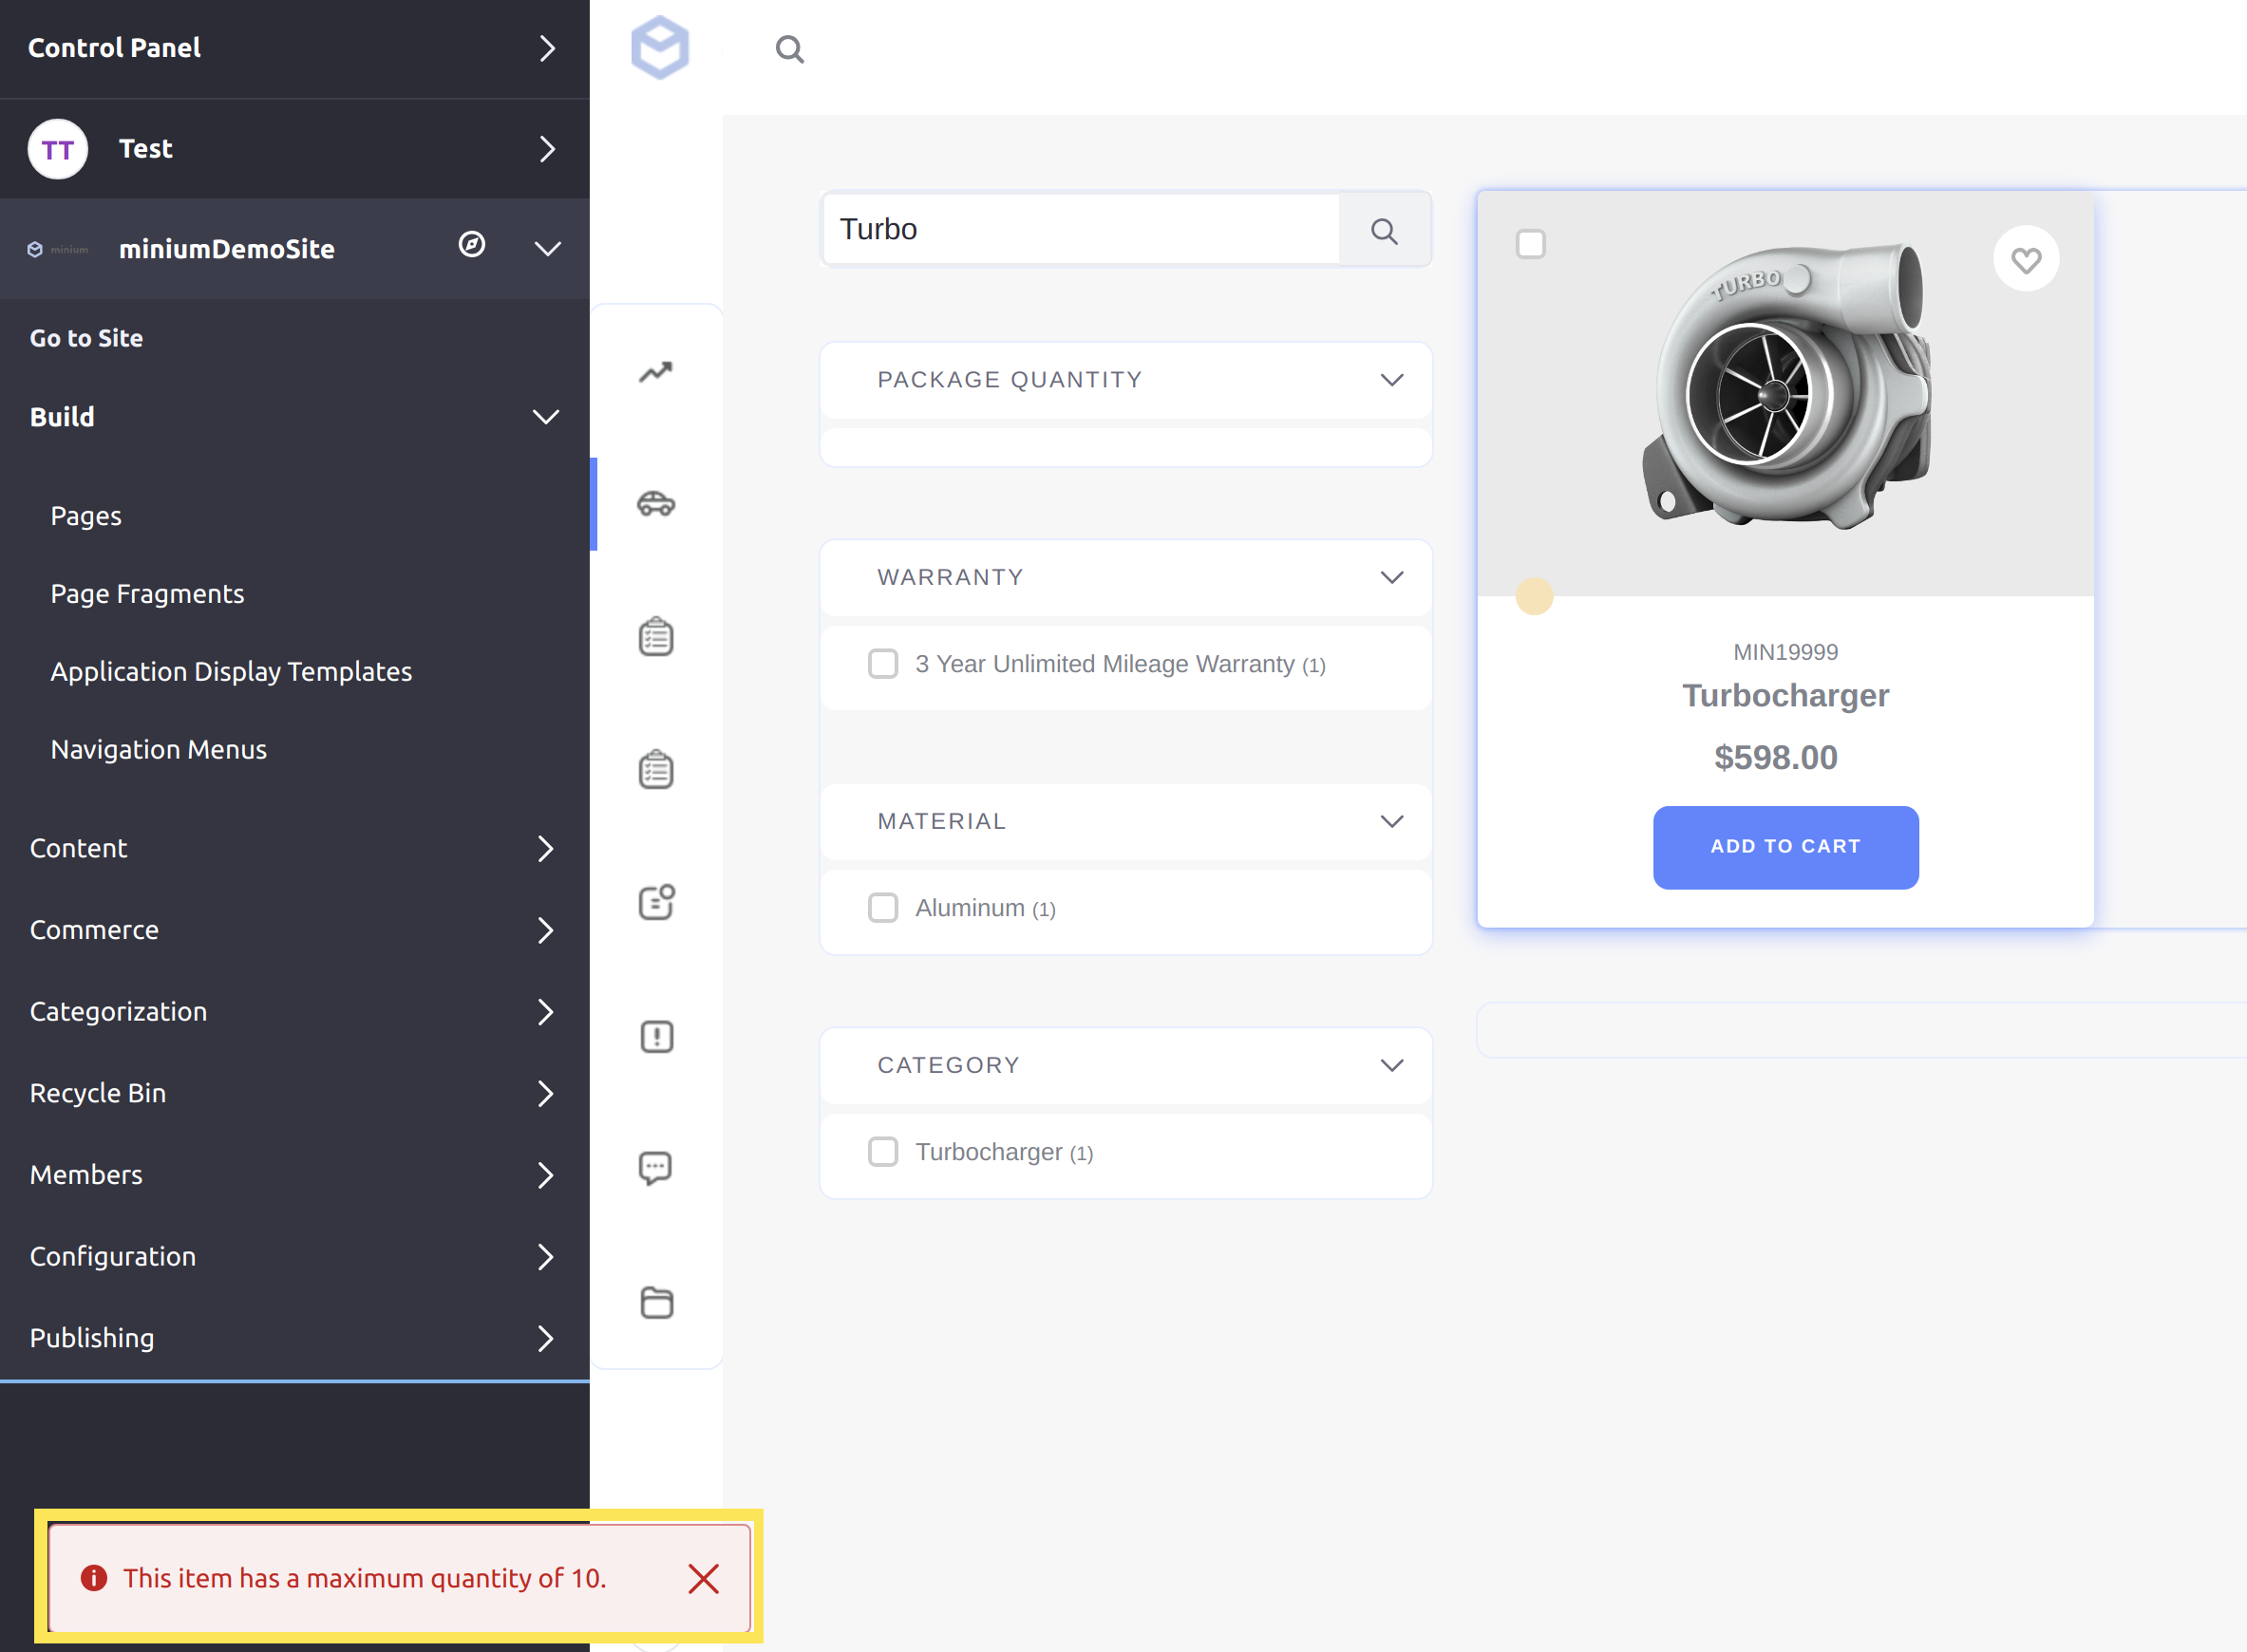 Control Panel
TT Test
minium miniumDemoSite
Go to Site
Build
Pages
Page Fragments
Application Display Templates
Navigation Menus
Content
Commerce
Categorization
Recycle Bin
Members
Configuration
Publishing
This item has a maximum quantity of 10.
Turbo
PACKAGE QUANTITY
WARRANTY
3 Year Unlimited Mileage Warranty (1)
MATERIAL
Aluminum (1)
CATEGORY
Turbocharger (1)
TURBO
MIN19999
Turbocharger
$598.00
ADD TO CART